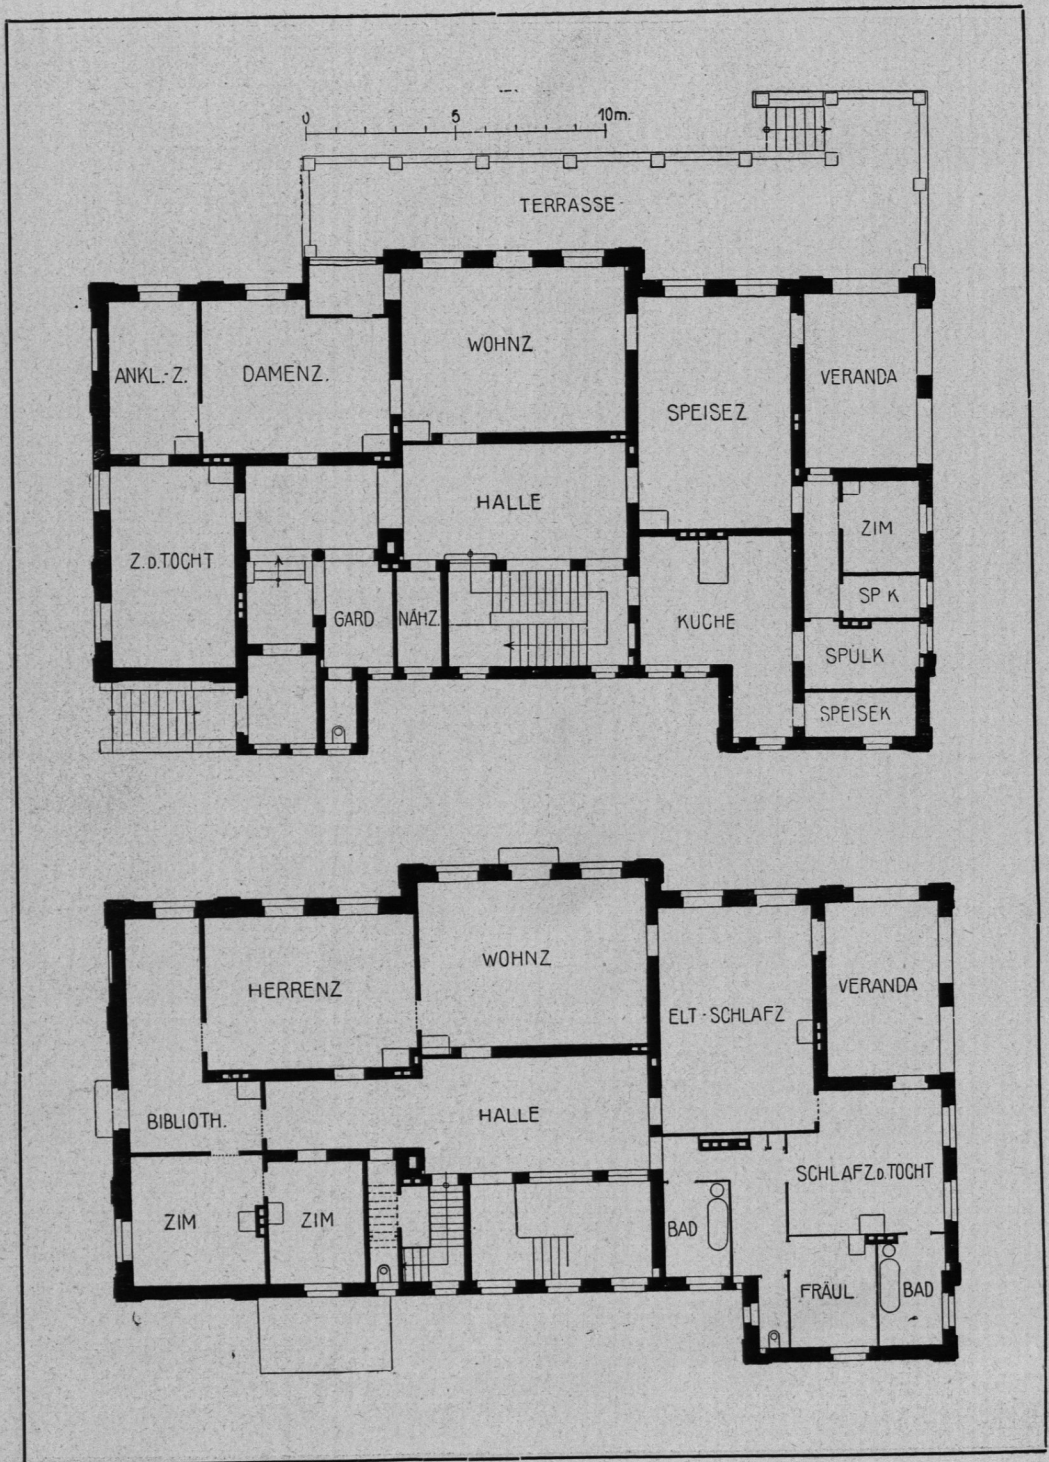 0 5 10m.
TERRASSE
WOHNZ
ANKL.-Z. DAMENZ.
VERANDA
SPEISEZ
HALLE
ZIM
Z.D.TOCHT
SP K
GARD NÄHZ. KÜCHE
SPÜLK
SPEISEK
WOHNZ
HERRENZ
VERANDA
ELT-SCHLAFZ
BIBLIOTH.
HALLE
SCHLAFZ.D.TOCHT
ZIM
ZIM
BAD
FRÄUL
BAD